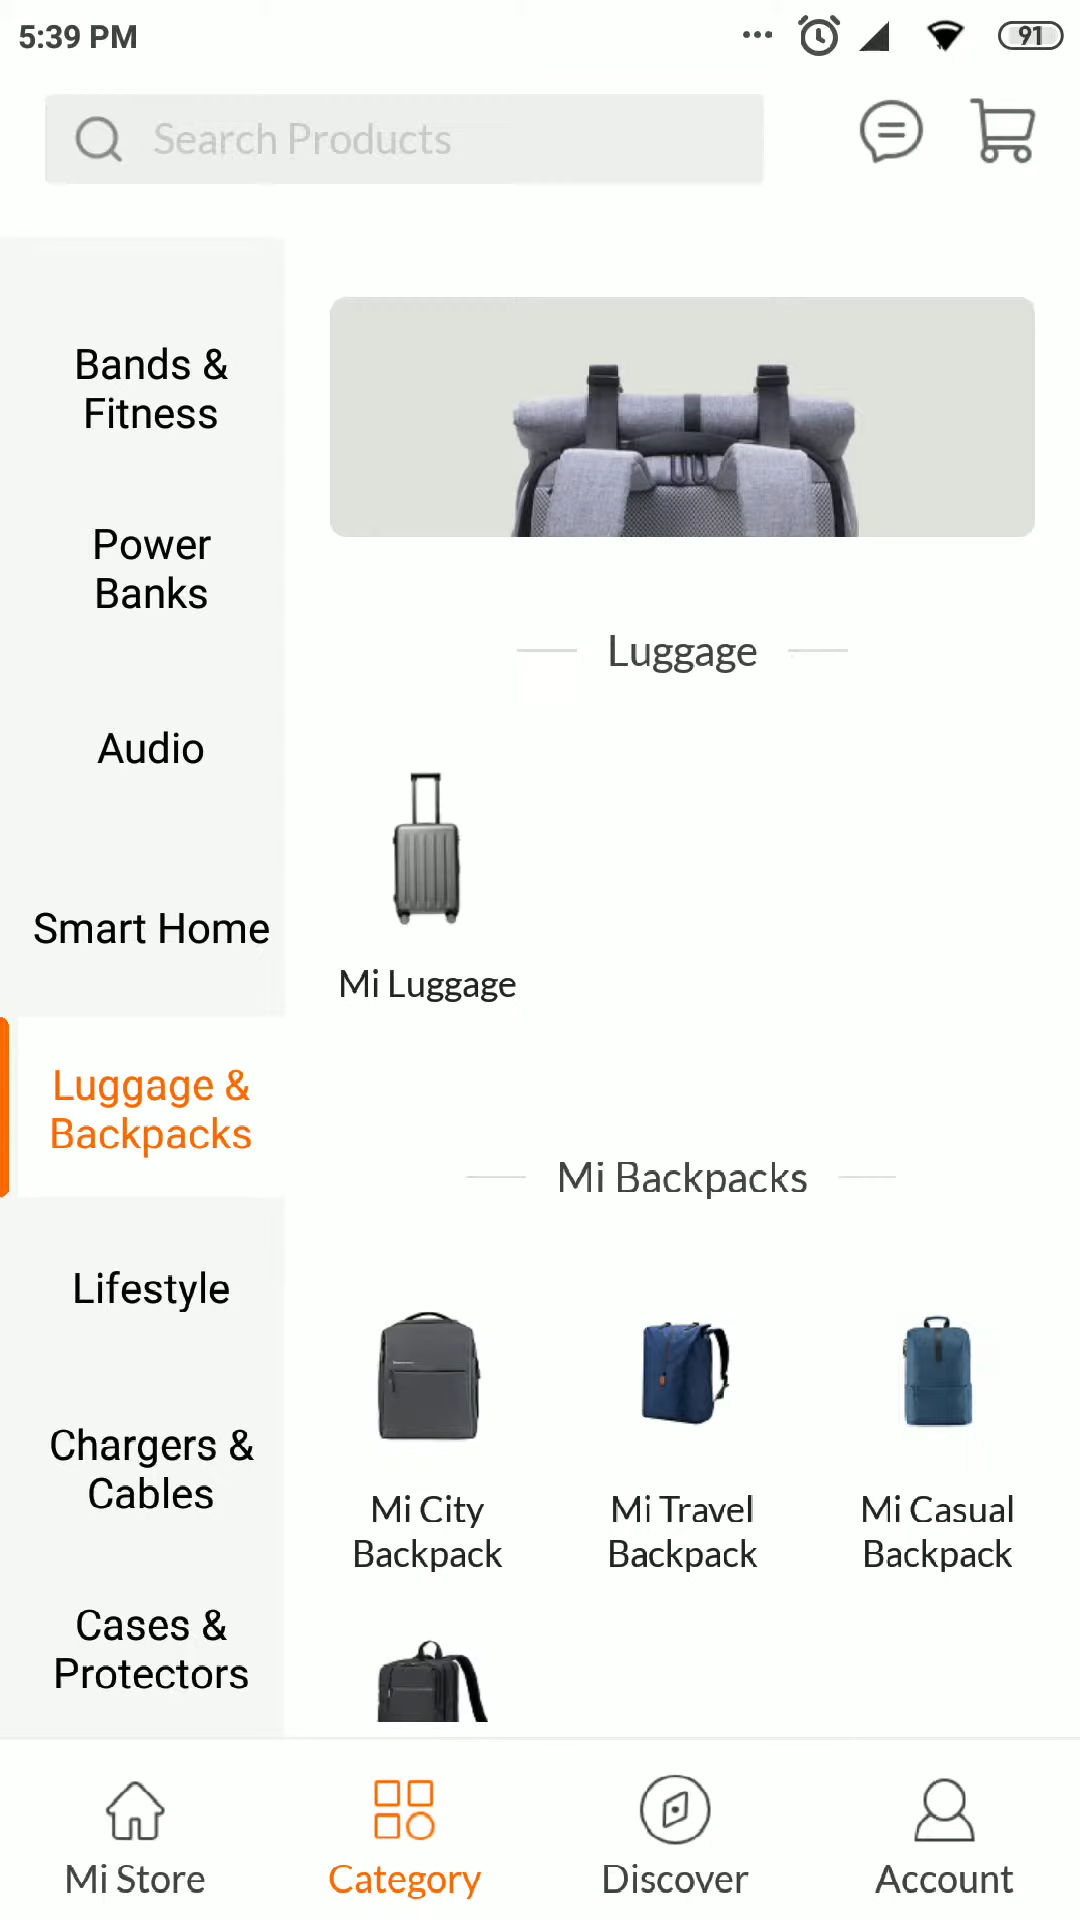 5:39 PM
91
Search Products
Bands &
Fitness
Power
Banks
Audio
Smart Home
Luggage &
Backpacks
Lifestyle
Chargers &
Cables
Cases &
Protectors
Luggage
Mi Luggage
Mi Backpacks
Mi City
Backpack
Mi Travel
Backpack
Mi Casual
Backpack
Mi Store
Category
Discover
Account